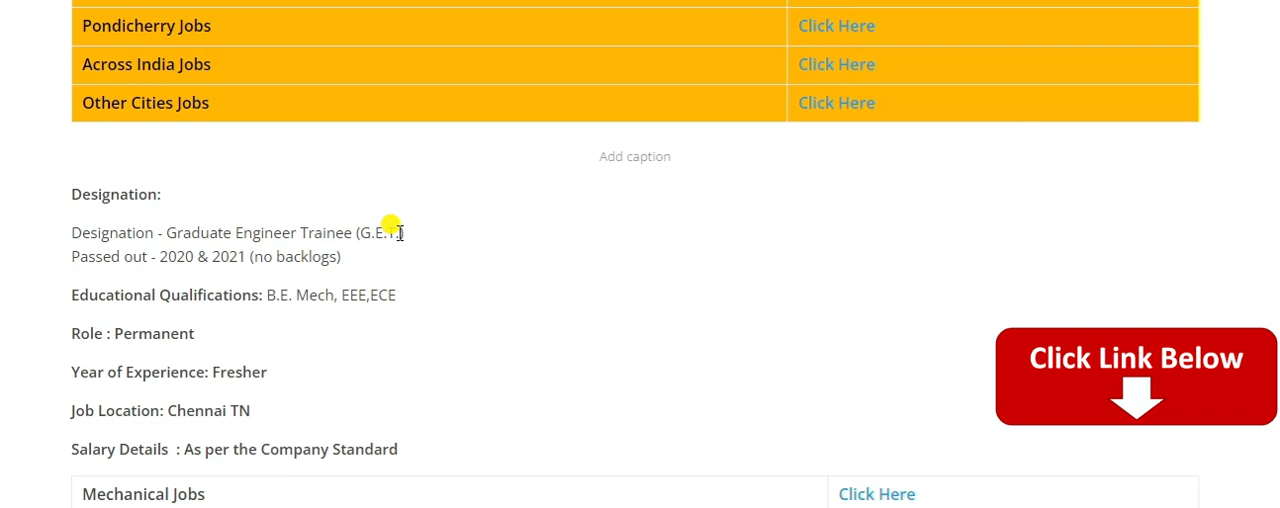 Pondicherry Jobs Click Here
Across India Jobs Click Here
Other Cities Jobs Click Here
Add caption
Designation:
Designation - Graduate Engineer Trainee (G.E.T.)
Passed out - 2020 & 2021 (no backlogs)
Educational Qualifications: B.E. Mech, EEE,ECE
Role : Permanent
Click Link Below
Year of Experience: Fresher
Job Location: Chennai TN
Salary Details : As per the Company Standard
Mechanical Jobs Click Here